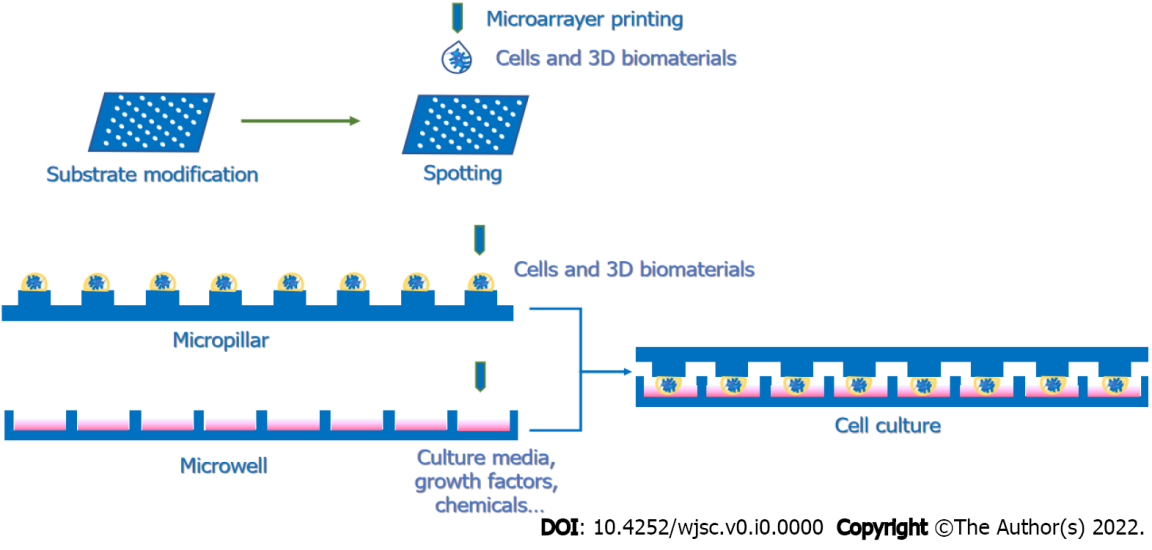 Microarrayer printing
Cells and 3D biomaterials
Substrate modification
Spotting
Cells and 3D biomaterials
Micropillar
Cell culture
Microwell
Culture media,
growth factors,
chemicals...
DOI: 10.4252/wjsc.v0.i0.0000 Copyright ©The Author(s) 2022.